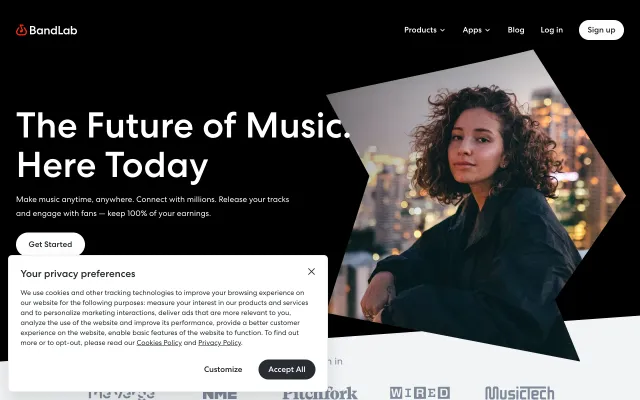 BandLab
Products
Apps
Blog
Log in
Sign up
The Future of Music.
Here Today
Make music anytime, anywhere. Connect with millions. Release your tracks
and engage with fans — keep 100% of your earnings.
Get Started
Your privacy preferences
We use cookies and other tracking technologies to improve your browsing experience on
our website for the following purposes: measure your interest in our products and services
and to personalize marketing interactions, deliver ads that are more relevant to you,
analyze the use of the website and improve its performance, provide a better customer
experience on the website, enable basic features of the website to function. To find out
more or to opt-out, please read our Cookies Policy and Privacy Policy.
Customize
Accept All
in
NME
Pitchfork
WIRED
MusicTech